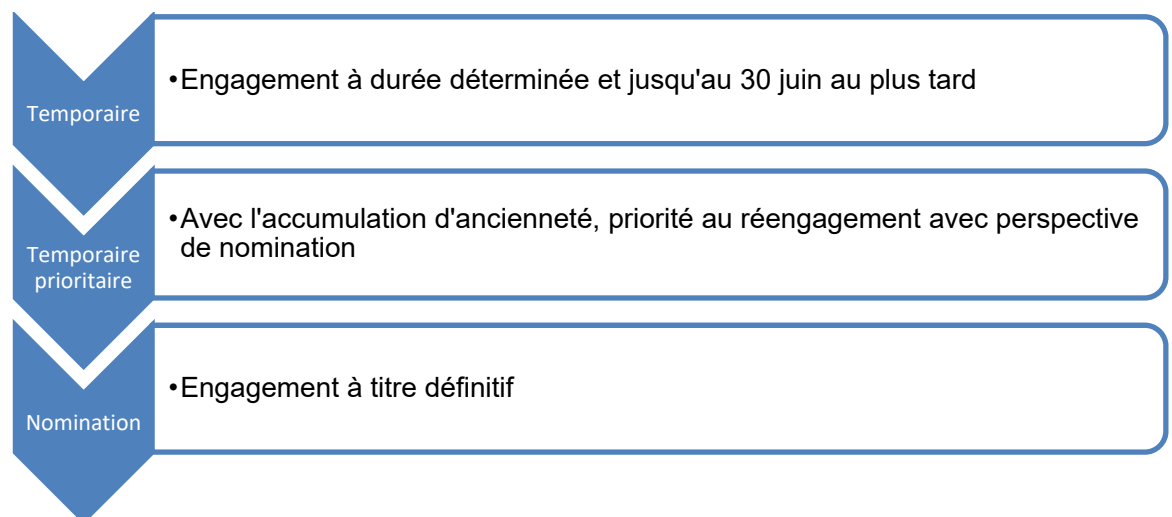 Temporaire
•Engagement à durée déterminée et jusqu'au 30 juin au plus tard
Temporaire
prioritaire
•Avec l'accumulation d'ancienneté, priorité au réengagement avec perspective
de nomination
Nomination
•Engagement à titre définitif